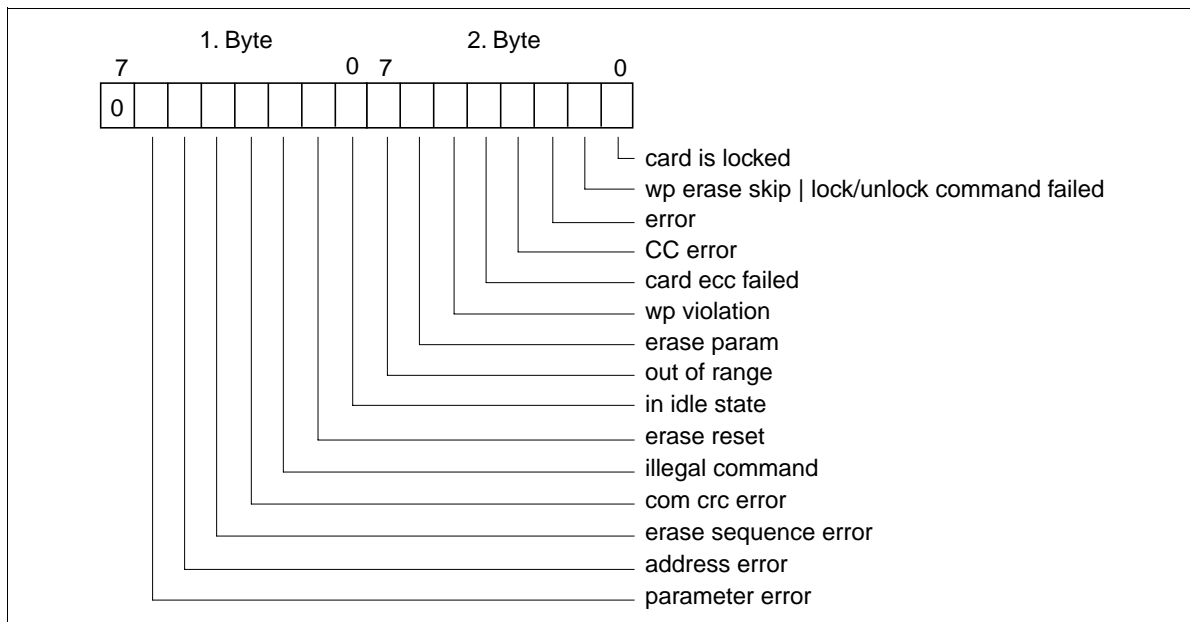 1. Byte 2. Byte
7 0 7 0
0
card is locked
wp erase skip | lock/unlock command failed
error
CC error
card ecc failed
wp violation
erase param
out of range
in idle state
erase reset
illegal command
com crc error
erase sequence error
address error
parameter error